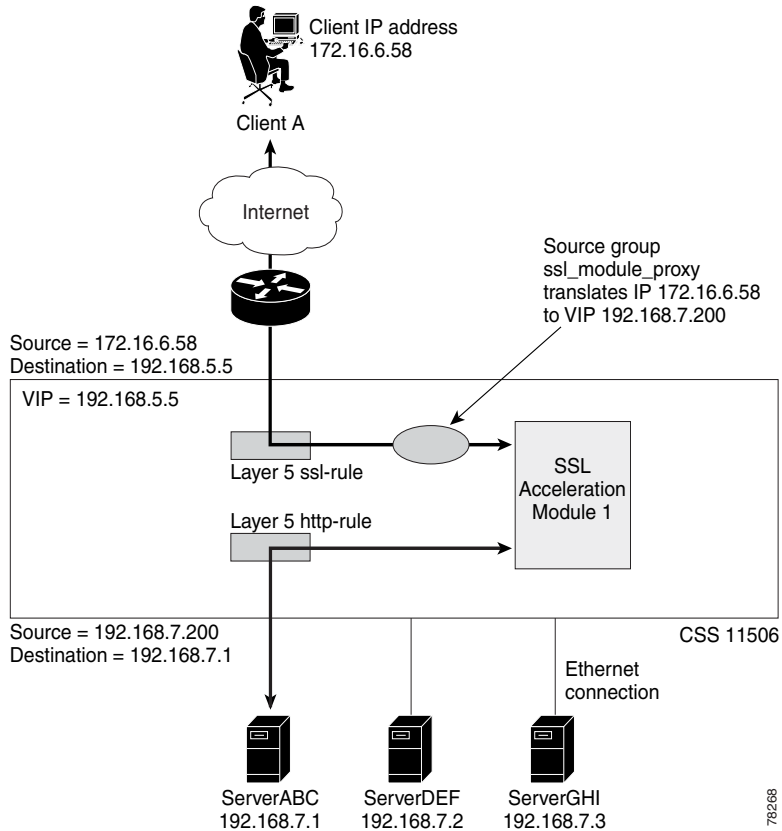 Client IP address
172.16.6.58
Client A
Internet
Source group
ssl_module_proxy
translates IP 172.16.6.58
to VIP 192.168.7.200
Source = 172.16.6.58
Destination = 192.168.5.5
VIP = 192.168.5.5
Layer 5 ssl-rule
SSL
Acceleration
Module 1
Layer 5 http-rule
Source = 192.168.7.200
Destination = 192.168.7.1
CSS 11506
Ethernet
connection
ServerABC
192.168.7.1
ServerDEF
192.168.7.2
ServerGHI
192.168.7.3
78268